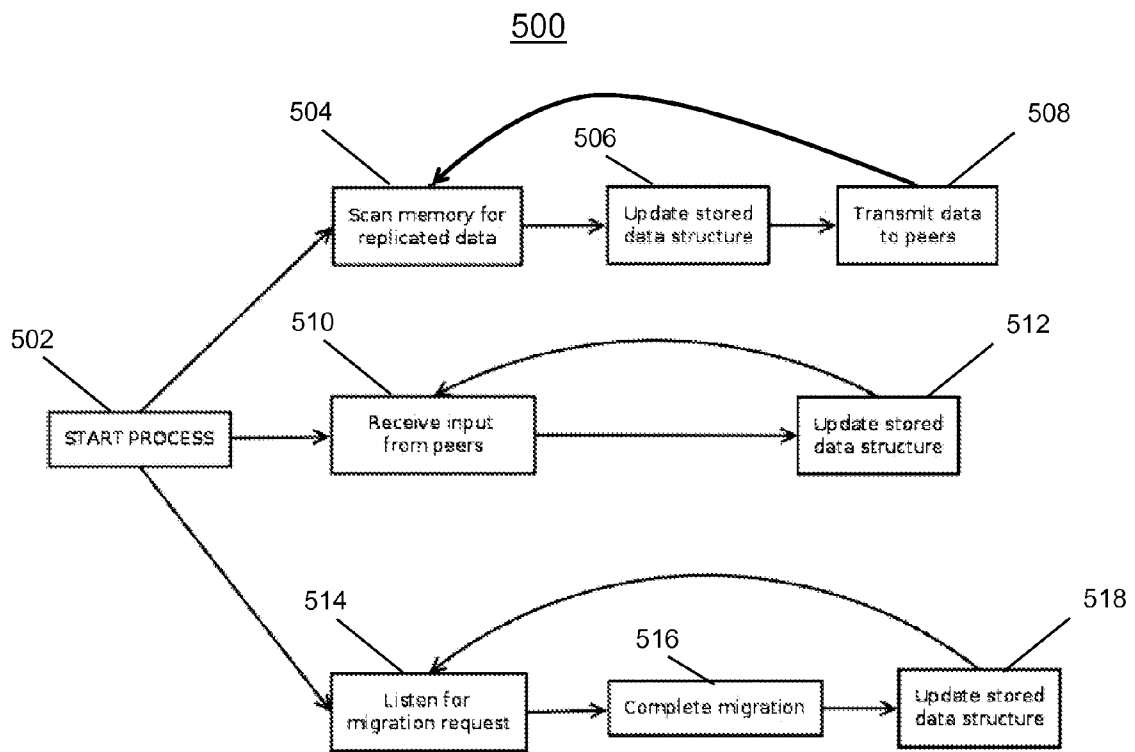 500
504
506
508
Scan memory for
replicated data
Update stored
data structure
Transmit data
to peers
502
510
512
START PROCESS
Receive input
from peers
Update stored
data structure
514
516
518
Listen for
migration request
Complete migration
Update stored
data structure